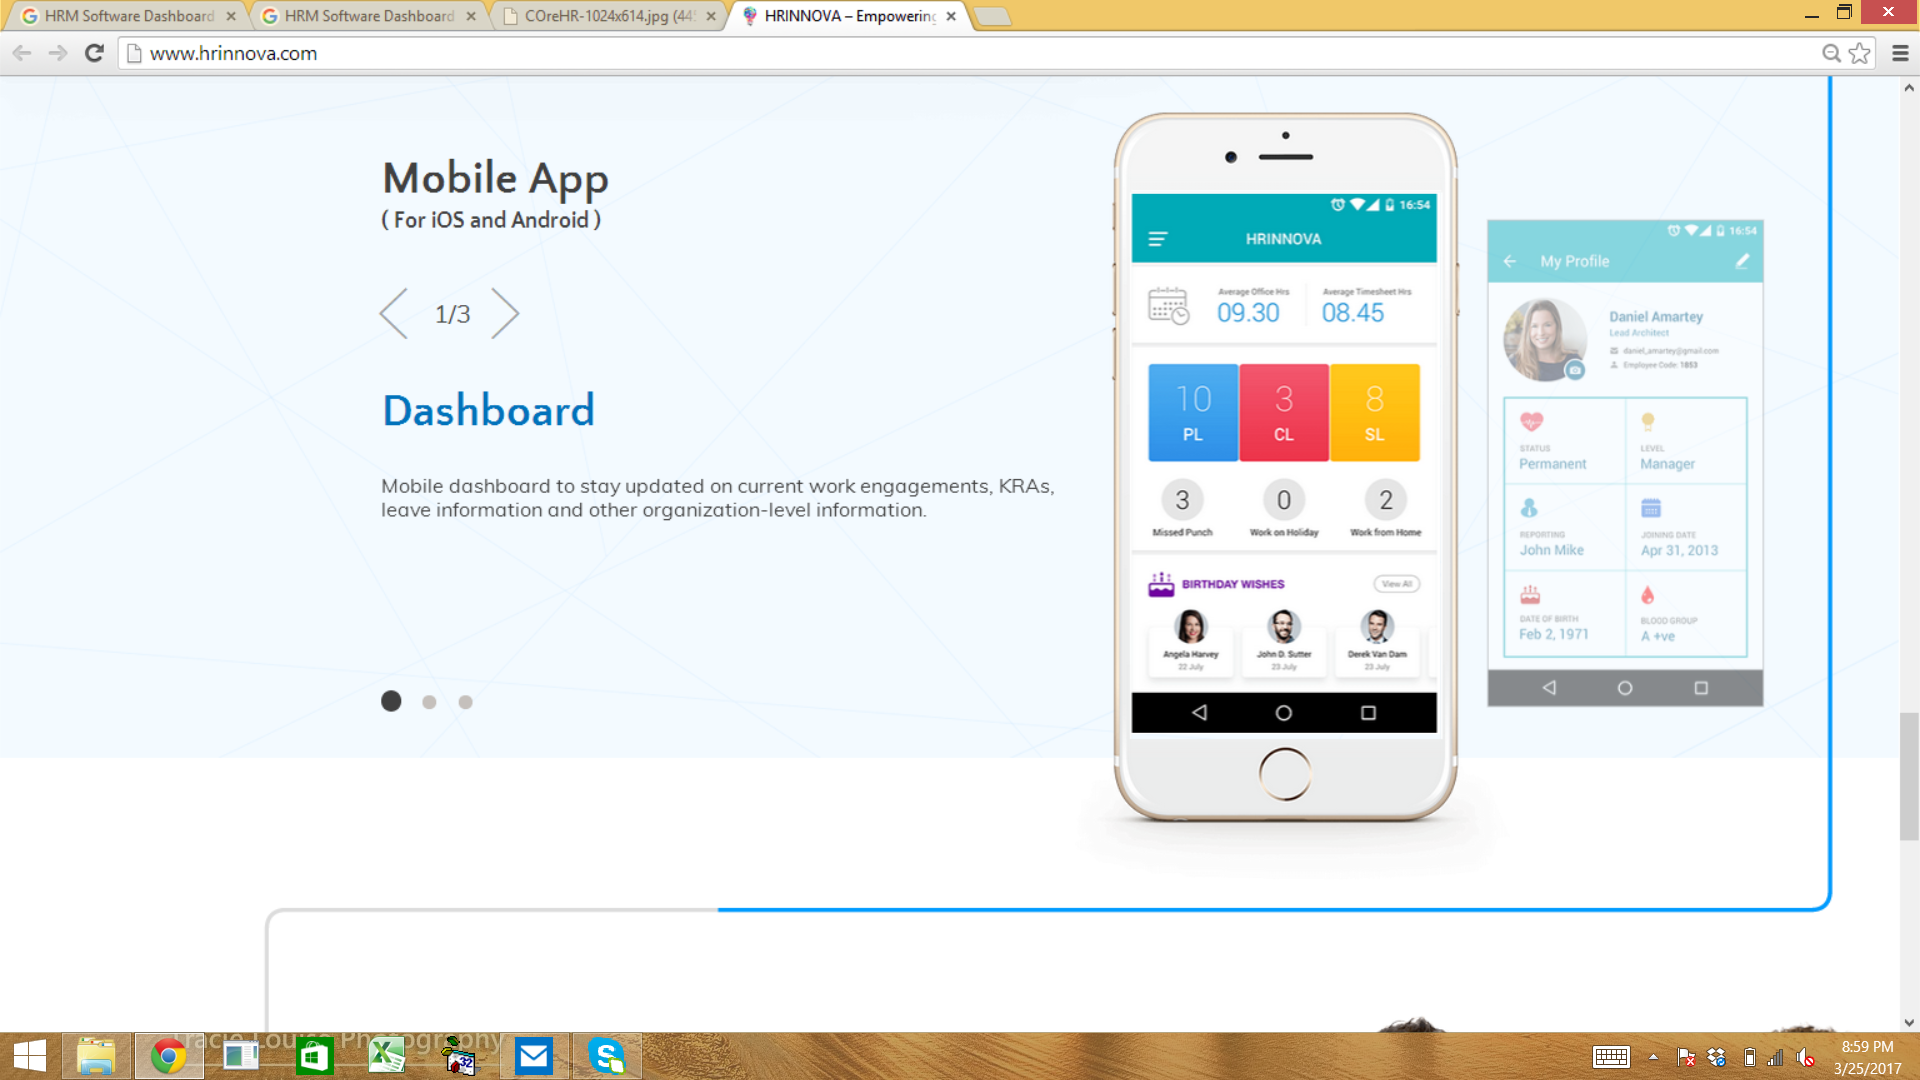 HRM Software Dashboard
HRM Software Dashboard
COreHR-1024x614.jpg (44
HRINNOVA – Empowering
www.hrinnova.com
Mobile App
( For iOS and Android )
1/3
Dashboard
Mobile dashboard to stay updated on current work engagements, KRAs,
leave information and other organization-level information.
16:54
HRINNOVA
Average Office Hrs
09.30
Average Timesheet Hrs
08.45
10
PL
3
CL
8
SL
3
Missed Punch
0
Work on Holiday
2
Work from Home
BIRTHDAY WISHES
View All
Angela Harvey
22 July
John D. Sutter
23 July
Derek Van Dam
23 July
16:54
My Profile
Daniel Amartey
Lead Architect
daniel_amartey@gmail.com
Employee Code: 1853
STATUS
Permanent
LEVEL
Manager
REPORTING
John Mike
JOINING DATE
Apr 31, 2013
DATE OF BIRTH
Feb 2, 1971
BLOOD GROUP
A +ve
Tracie Louise Photography
32
8:59 PM
3/25/2017